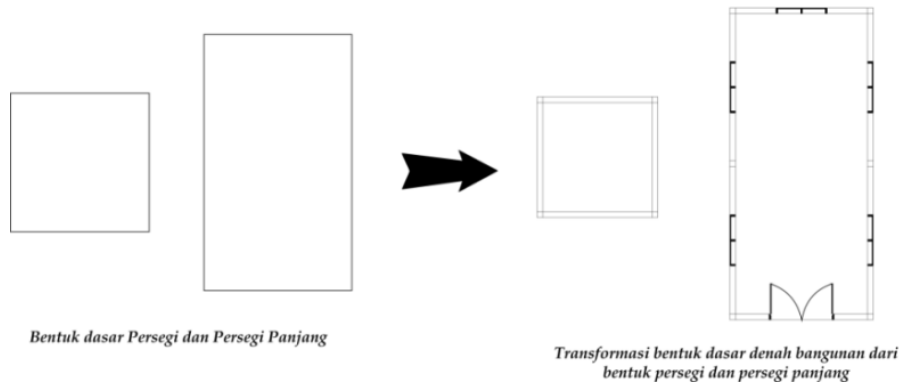 Bentuk dasar Persegi dan Persegi Panjang
Transformasi bentuk dasar denah bangunan dari
bentuk persegi dan persegi panjang